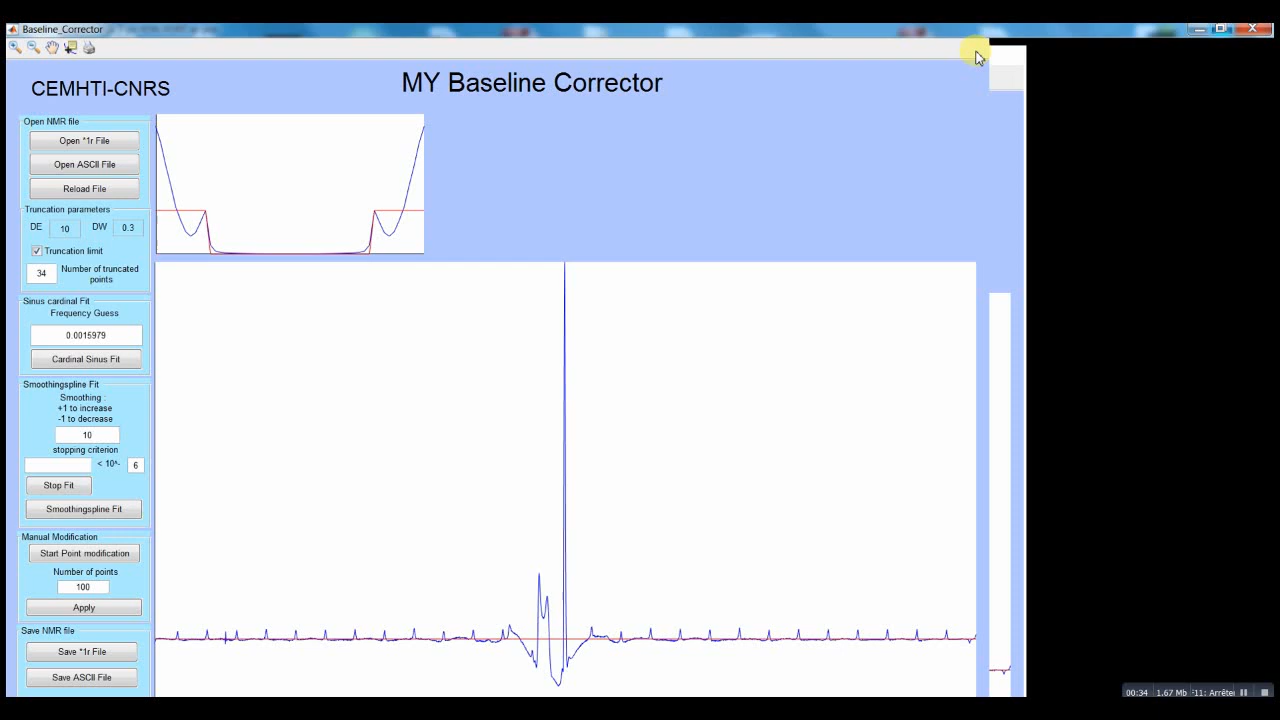 Baseline_Corrector
CEMHTI-CNRS
MY Baseline Corrector
Open NMR file
Open *1r File
Open ASCII File
Reload File
Truncation parameters
DE 10 DW 0.3
Truncation limit
34 Number of truncated
points
Sinus cardinal Fit
Frequency Guess
0.0015979
Cardinal Sinus Fit
Smoothingspline Fit
Smoothing :
+1 to increase
-1 to decrease
10
stopping criterion
< 10^- 6
Stop Fit
Smoothingspline Fit
Manual Modification
Start Point modification
Number of points
100
Apply
Save NMR file
Save *1r File
Save ASCII File
00:34 1.67 Mb